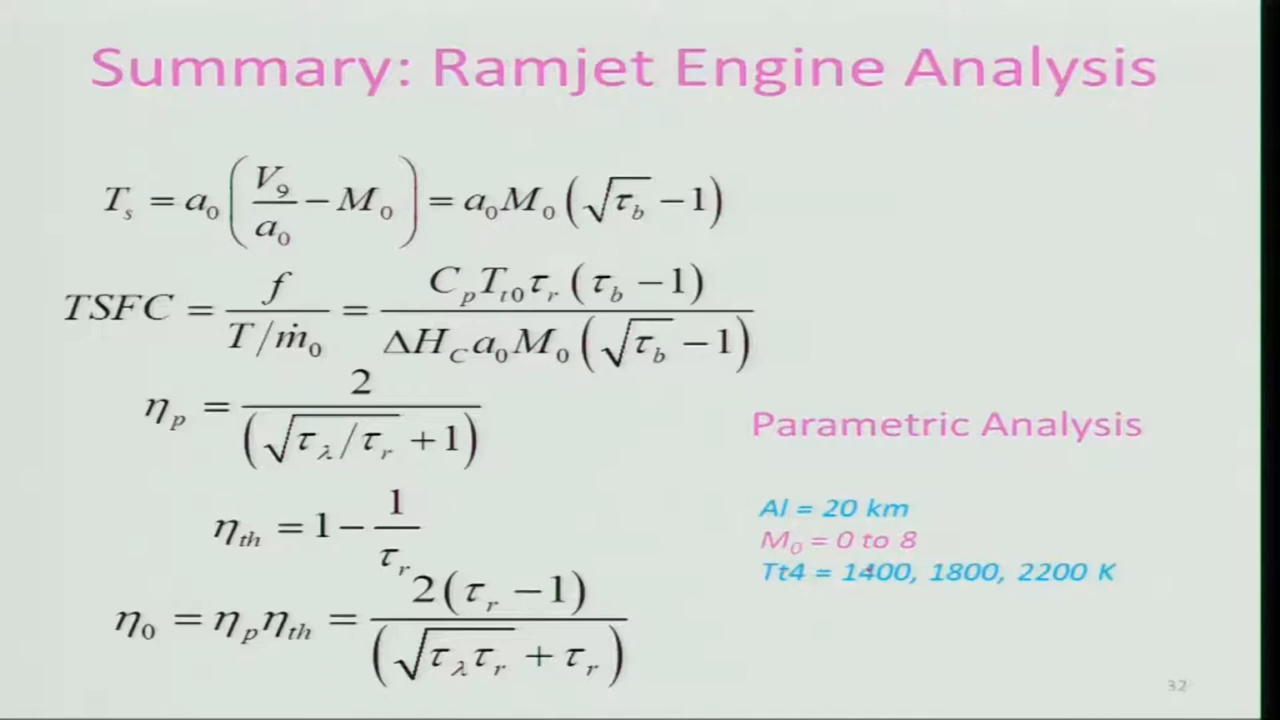 Summary: Ramjet Engine Analysis
T_s = a_0 (V_9/a_0 − M_0) = a_0 M_0 (√τ_b − 1)
TSFC = f/(T/ṁ_0) = C_p T_t0 τ_r (τ_b − 1) / (ΔH_C a_0 M_0 (√τ_b − 1))
η_p = 2/(√(τ_λ/τ_r) + 1)
η_th = 1 − 1/τ_r
η_0 = η_p η_th = 2(τ_r − 1)/(√(τ_λ τ_r) + τ_r)
Parametric Analysis
Al = 20 km
M_0 = 0 to 8
Tt4 = 1400, 1800, 2200 K
32